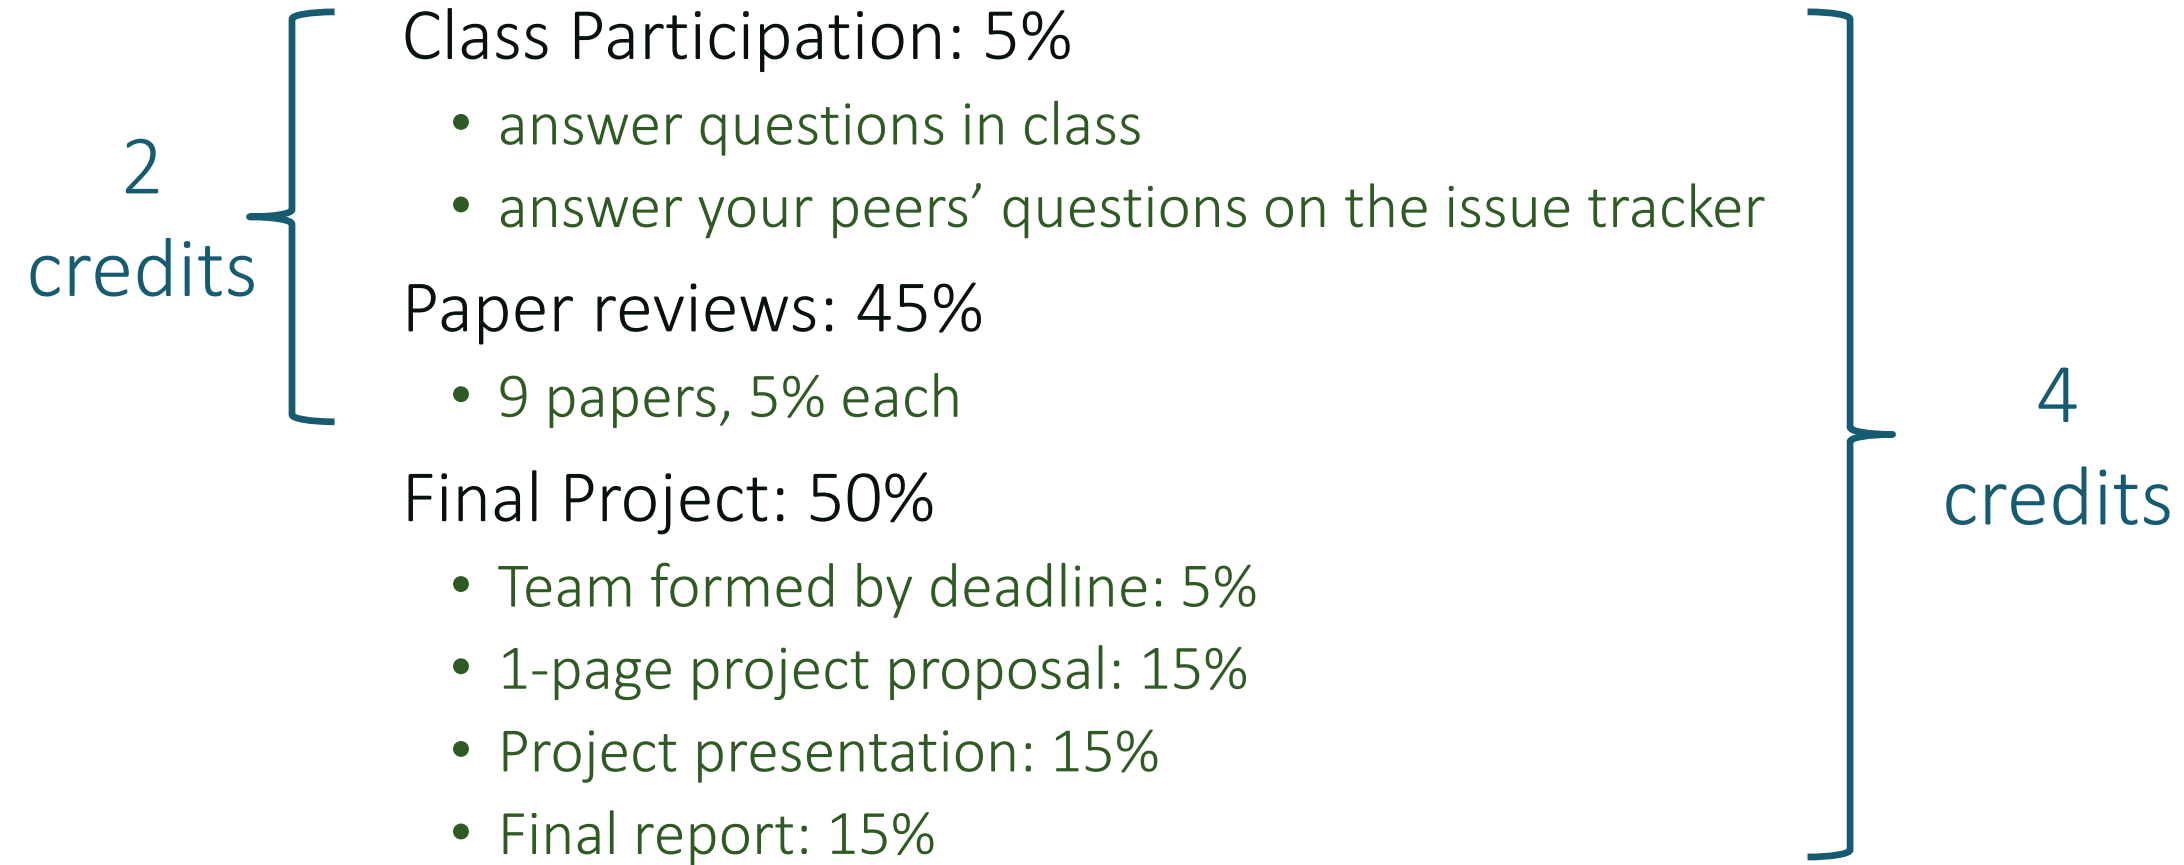 2
credits
Class Participation: 5%
• answer questions in class
• answer your peers’ questions on the issue tracker
Paper reviews: 45%
• 9 papers, 5% each
Final Project: 50%
• Team formed by deadline: 5%
• 1-page project proposal: 15%
• Project presentation: 15%
• Final report: 15%
4
credits